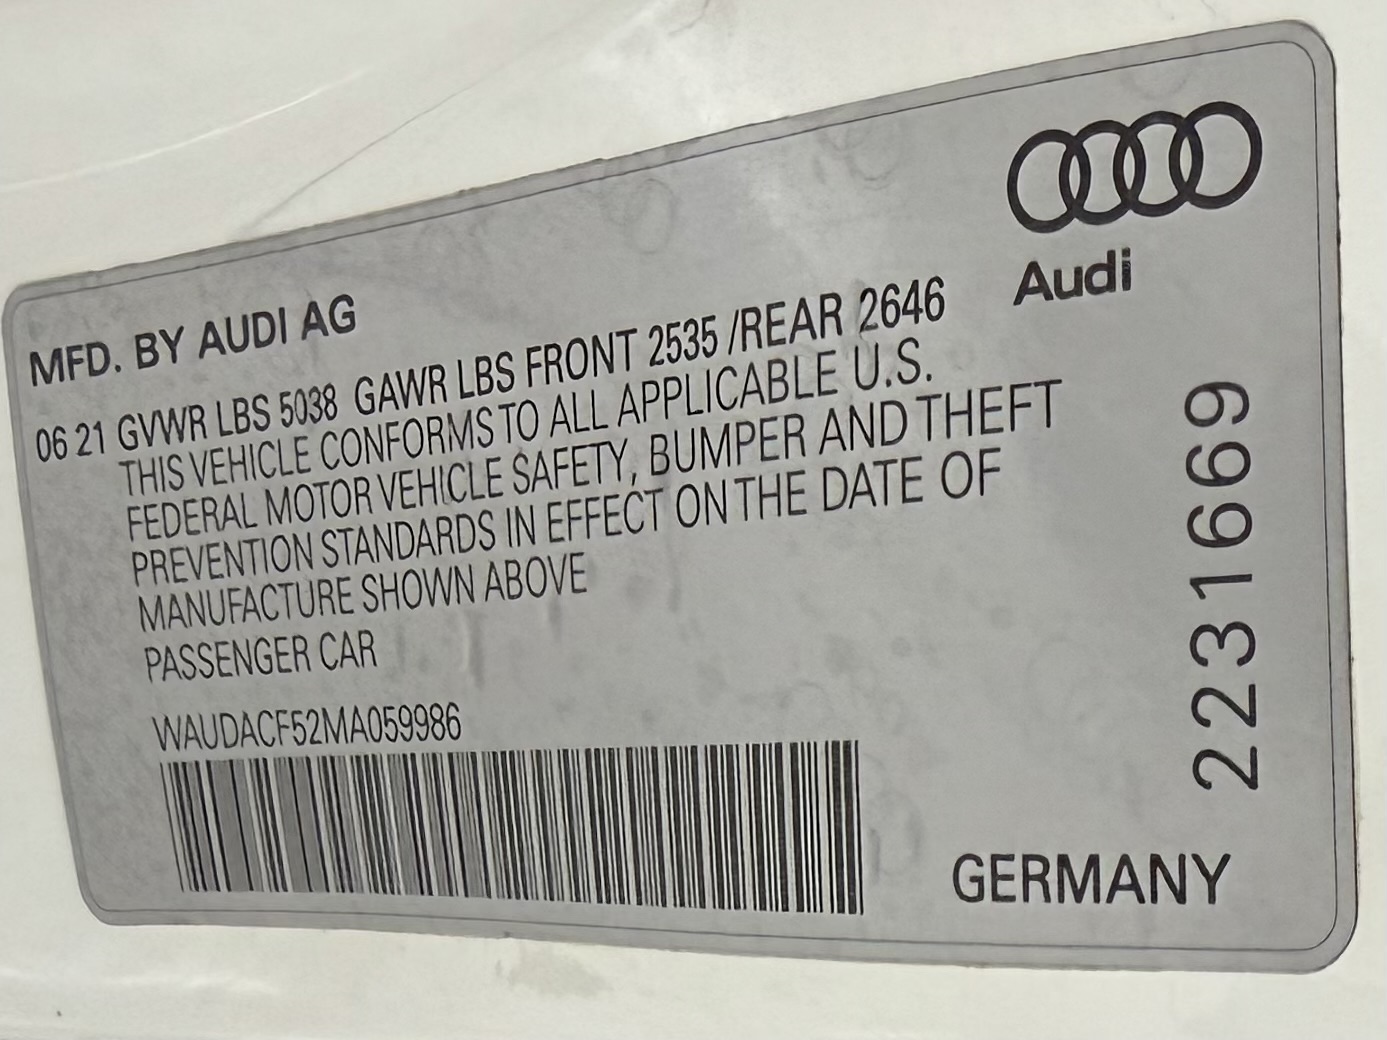 Audi
MFD. BY AUDI AG
06 21 GVWR LBS 5038 GAWR LBS FRONT 2535 /REAR 2646
THIS VEHICLE CONFORMS TO ALL APPLICABLE U.S.
FEDERAL MOTOR VEHICLE SAFETY, BUMPER AND THEFT
PREVENTION STANDARDS IN EFFECT ON THE DATE OF
MANUFACTURE SHOWN ABOVE
PASSENGER CAR
WAUDACF52MA059986
2231669
GERMANY